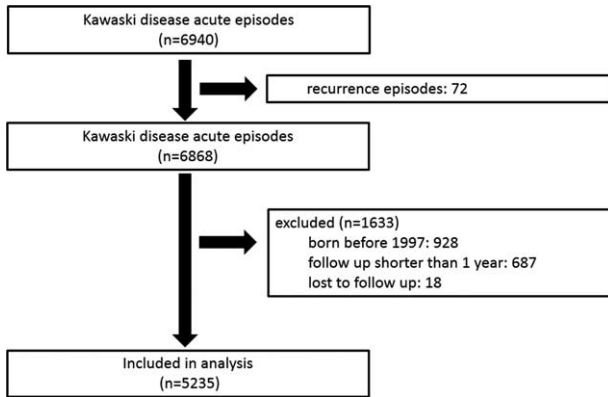 Kawaski disease acute episodes
(n=6940)
recurrence episodes: 72
Kawaski disease acute episodes
(n=6868)
excluded (n=1633)
born before 1997: 928
follow up shorter than 1 year: 687
lost to follow up: 18
Included in analysis
(n=5235)